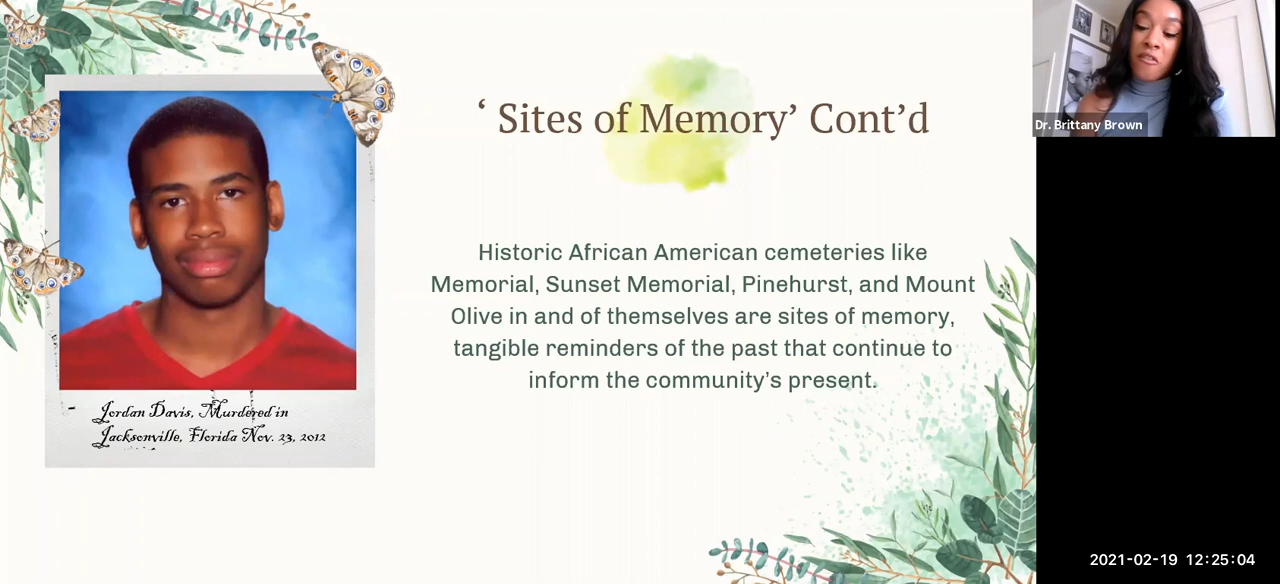 ‘ Sites of Memory’ Cont’d
Historic African American cemeteries like
Memorial, Sunset Memorial, Pinehurst, and Mount
Olive in and of themselves are sites of memory,
tangible reminders of the past that continue to
inform the community’s present.
Jordan Davis, Murdered in
Jacksonville, Florida Nov. 23, 2012
Dr. Brittany Brown
2021-02-19 12:25:04